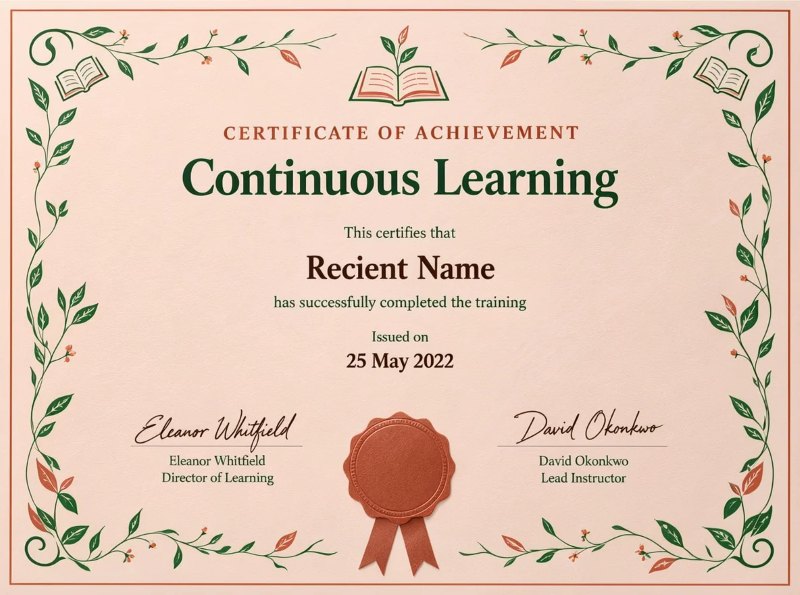 CERTIFICATE OF ACHIEVEMENT
Continuous Learning
This certifies that
Recient Name
has successfully completed the training
Issued on
25 May 2022
Eleanor Whitfield
Eleanor Whitfield
Director of Learning
David Okonkwo
David Okonkwo
Lead Instructor